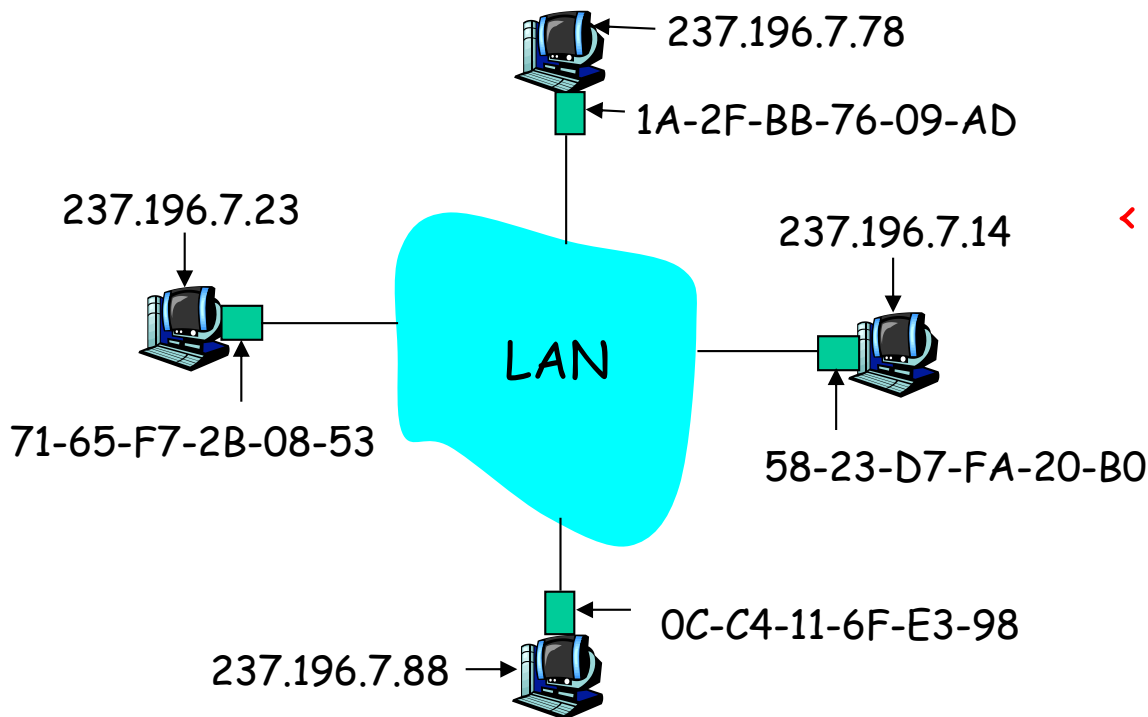 237.196.7.78
1A-2F-BB-76-09-AD
237.196.7.23
237.196.7.14
<
LAN
71-65-F7-2B-08-53
58-23-D7-FA-20-B0
0C-C4-11-6F-E3-98
237.196.7.88